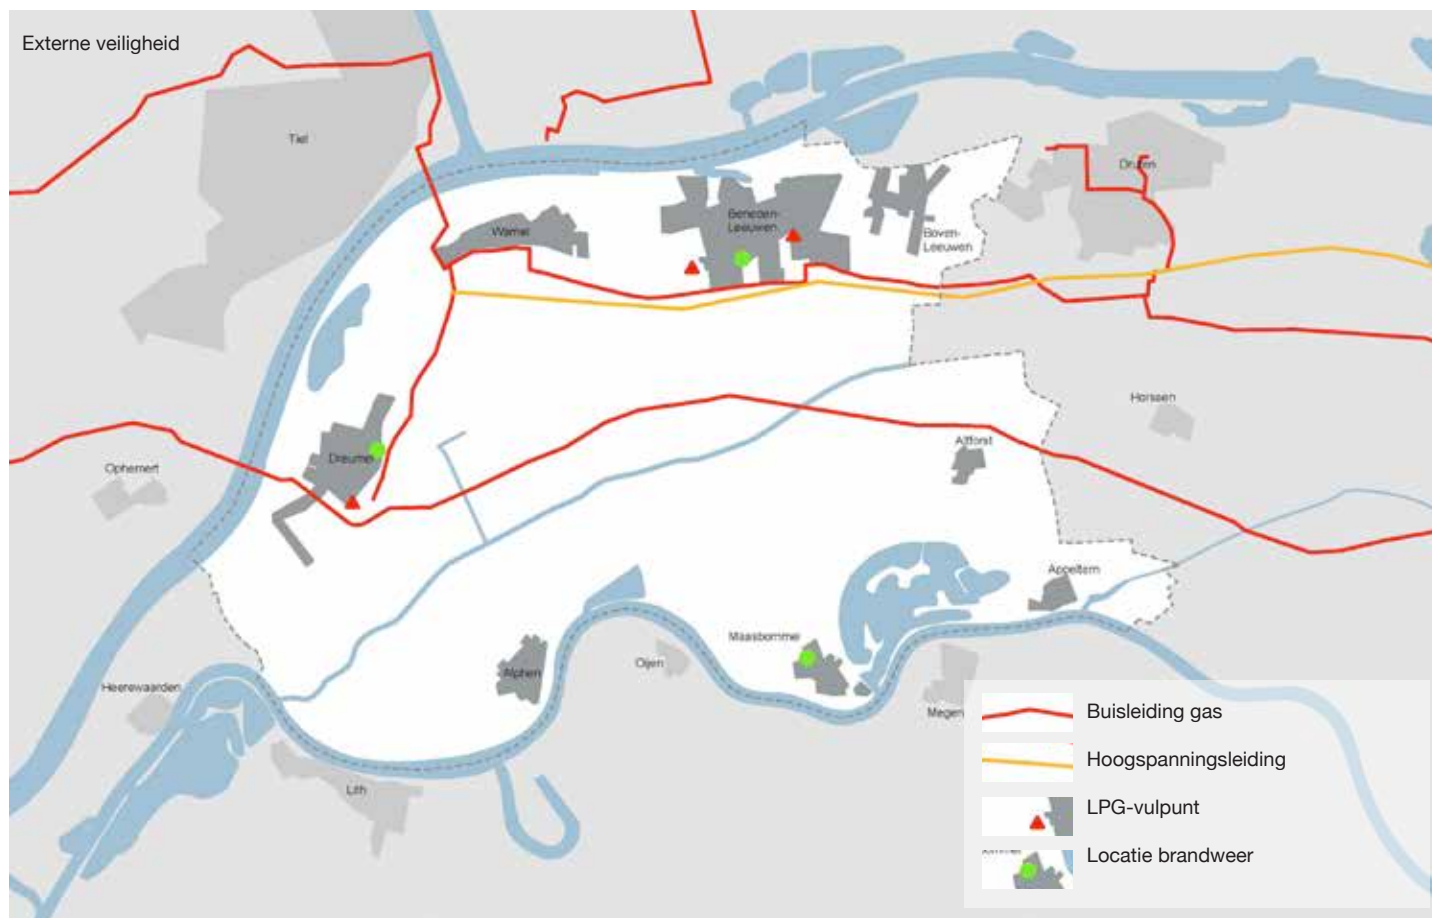 Externe veiligheid
Tiel
Druten
Wamel
Beneden-
Leeuwen
Boven-
Leeuwen
Horssen
Altforst
Dreumel
Ophemert
Appeltern
Maasbommel
Oijen
Alphen
Heerewaarden
Megen
Lith
Buisleiding gas
Hoogspanningsleiding
LPG-vulpunt
Locatie brandweer